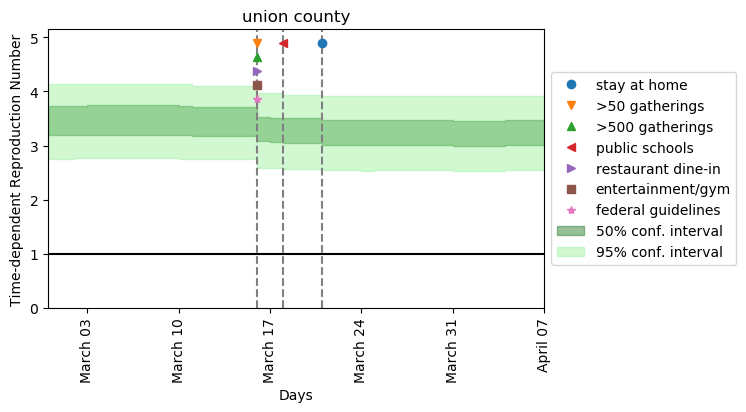 union county
Time-dependent Reproduction Number
5
4
3
2
1
0
March 03
March 10
March 17
March 24
March 31
April 07
Days
stay at home
>50 gatherings
>500 gatherings
public schools
restaurant dine-in
entertainment/gym
federal guidelines
50% conf. interval
95% conf. interval